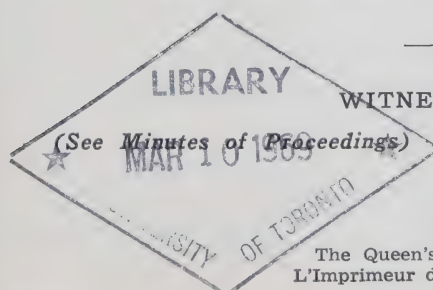 LIBRARY
WITNE
(See Minutes of Proceedings)
MAR 10 1969
OF TORONTO
The Queen's
L'Imprimeur d